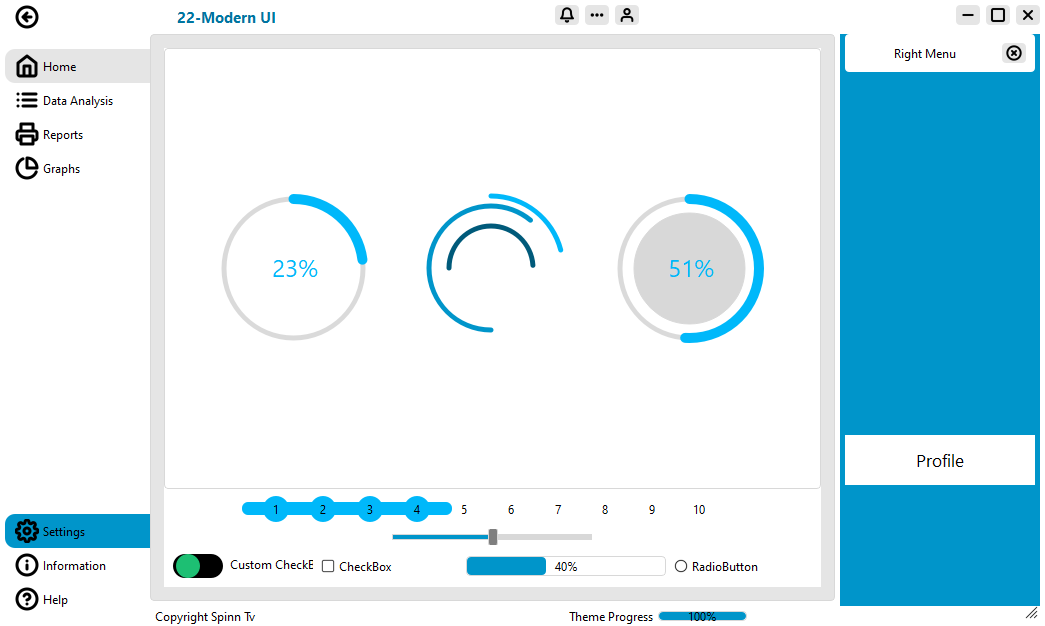 22-Modern UI
Right Menu
Home
Data Analysis
Reports
Graphs
23%
51%
Profile
1 2 3 4 5 6 7 8 9 10
Settings
Information
Help
Custom CheckE
CheckBox
40%
RadioButton
Copyright Spinn Tv
Theme Progress
100%